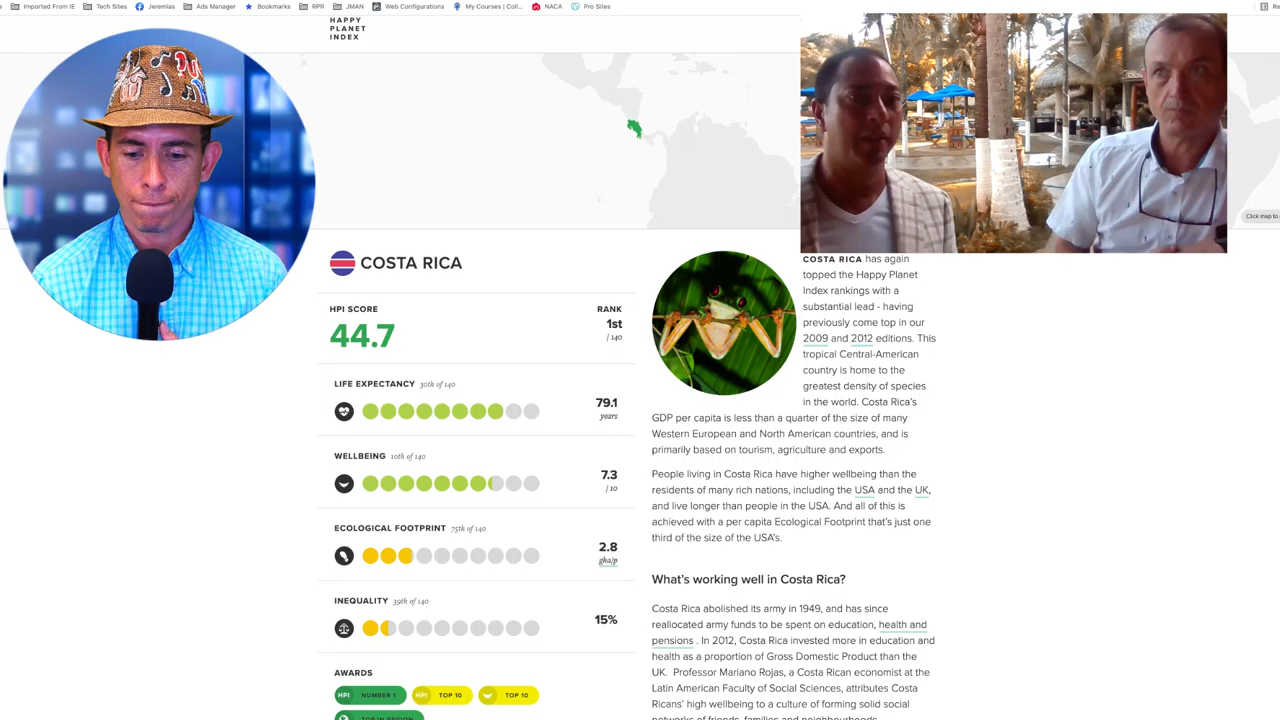 Imported From IE
Tech Sites
Jeremias
Ads Manager
Bookmarks
RPR
JMAN
Web Configurations
My Courses | Coll...
NACA
Pro Sites
HAPPY
PLANET
INDEX
Click map to
COSTA RICA
HPI SCORE
44.7
RANK
1st
/ 140
LIFE EXPECTANCY 30th of 140
79.1
years
WELLBEING 10th of 140
7.3
/ 10
ECOLOGICAL FOOTPRINT 75th of 140
2.8
gha/p
INEQUALITY 39th of 140
15%
AWARDS
HPI NUMBER 1
HPI TOP 10
TOP 10
TOP IN REGION
COSTA RICA has again
topped the Happy Planet
Index rankings with a
substantial lead - having
previously come top in our
2009 and 2012 editions. This
tropical Central-American
country is home to the
greatest density of species
in the world. Costa Rica's
GDP per capita is less than a quarter of the size of many
Western European and North American countries, and is
primarily based on tourism, agriculture and exports.
People living in Costa Rica have higher wellbeing than the
residents of many rich nations, including the USA and the UK,
and live longer than people in the USA. And all of this is
achieved with a per capita Ecological Footprint that's just one
third of the size of the USA's.
What's working well in Costa Rica?
Costa Rica abolished its army in 1949, and has since
reallocated army funds to be spent on education, health and
pensions . In 2012, Costa Rica invested more in education and
health as a proportion of Gross Domestic Product than the
UK. Professor Mariano Rojas, a Costa Rican economist at the
Latin American Faculty of Social Sciences, attributes Costa
Ricans' high wellbeing to a culture of forming solid social
networks of friends, families and neighbourhoods.